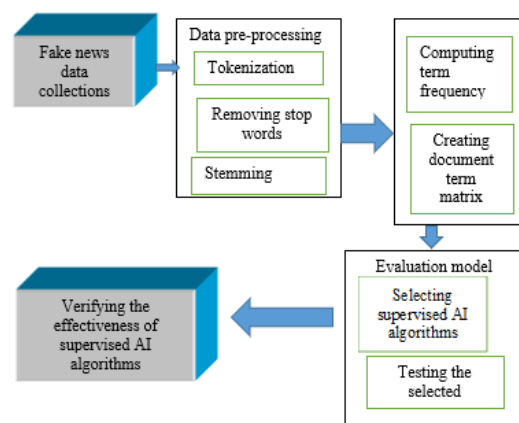 Fake news
data
collections
Data pre-processing
Tokenization
Removing stop
words
Stemming
Computing
term
frequency
Creating
document
term
matrix
Evaluation model
Selecting
supervised AI
algorithms
Testing the
selected
Verifying the
effectiveness of
supervised AI
algorithms